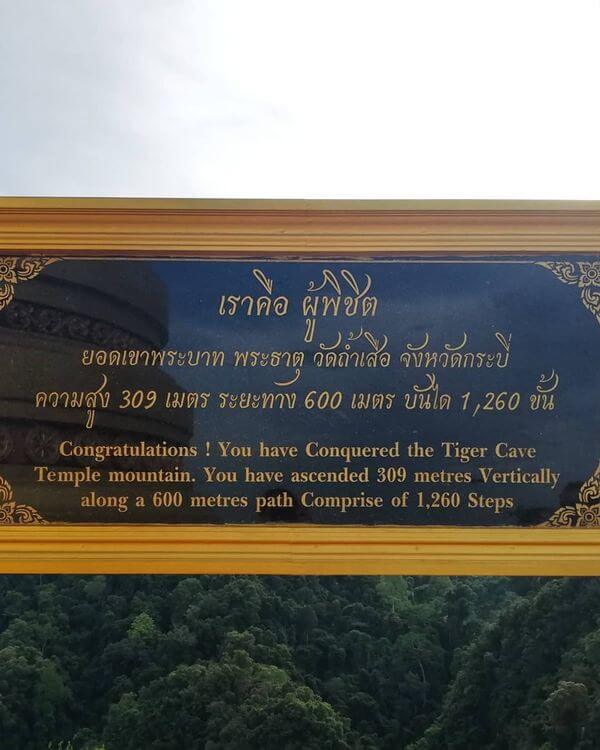 เราคือ ผู้พิชิต
ยอดเขาพระบาท พระธาตุ วัดถ้ำเสือ จังหวัดกระบี่
ความสูง 309 เมตร ระยะทาง 600 เมตร บันได 1,260 ขั้น
Congratulations ! You have Conquered the Tiger Cave
Temple mountain. You have ascended 309 metres Vertically
along a 600 metres path Comprise of 1,260 Steps